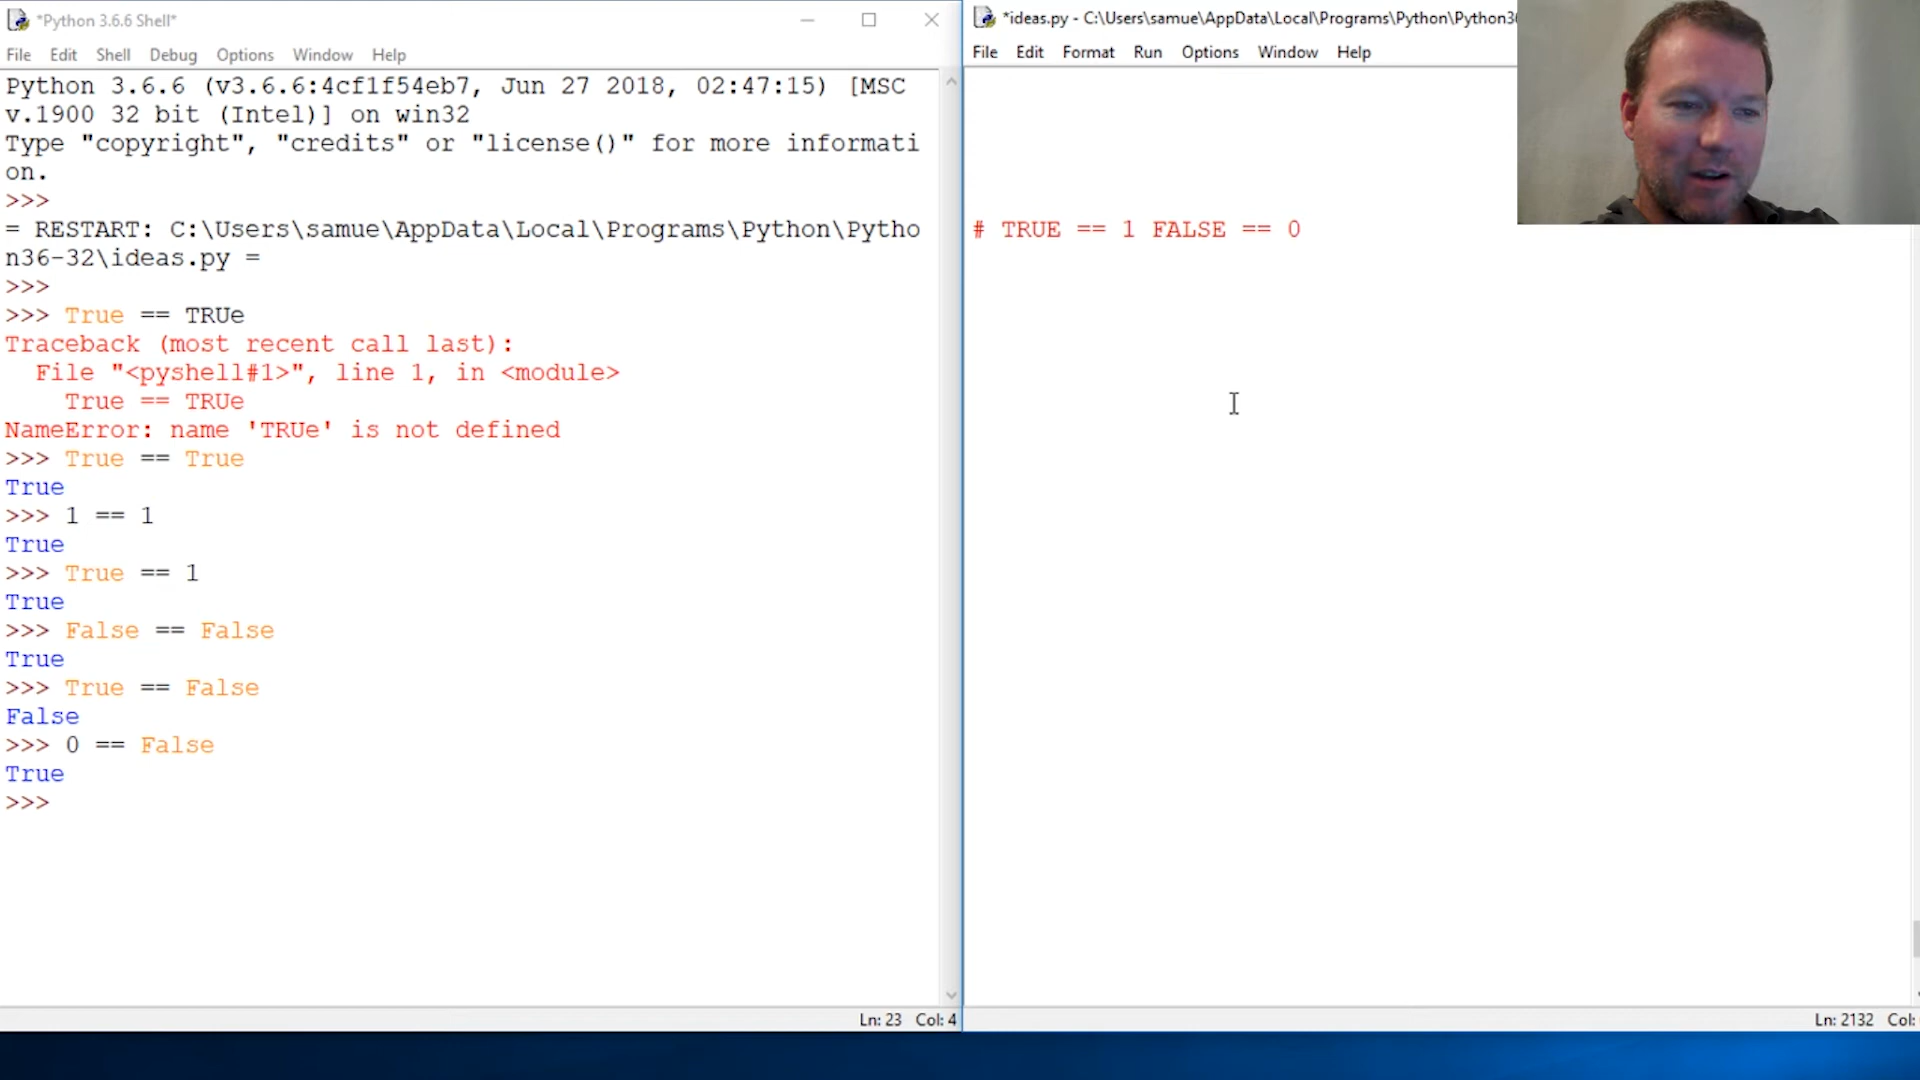 *Python 3.6.6 Shell*
File Edit Shell Debug Options Window Help
Python 3.6.6 (v3.6.6:4cf1f54eb7, Jun 27 2018, 02:47:15) [MSC
v.1900 32 bit (Intel)] on win32
Type "copyright", "credits" or "license()" for more informati
on.
>>>
= RESTART: C:\Users\samue\AppData\Local\Programs\Python\Pytho
n36-32\ideas.py =
>>>
>>> True == TRUe
Traceback (most recent call last):
  File "<pyshell#1>", line 1, in <module>
    True == TRUe
NameError: name 'TRUe' is not defined
>>> True == True
True
>>> 1 == 1
True
>>> True == 1
True
>>> False == False
True
>>> True == False
False
>>> 0 == False
True
>>>
Ln: 23 Col: 4
*ideas.py - C:\Users\samue\AppData\Local\Programs\Python\Python36
File Edit Format Run Options Window Help
# TRUE == 1 FALSE == 0
Ln: 2132 Col: